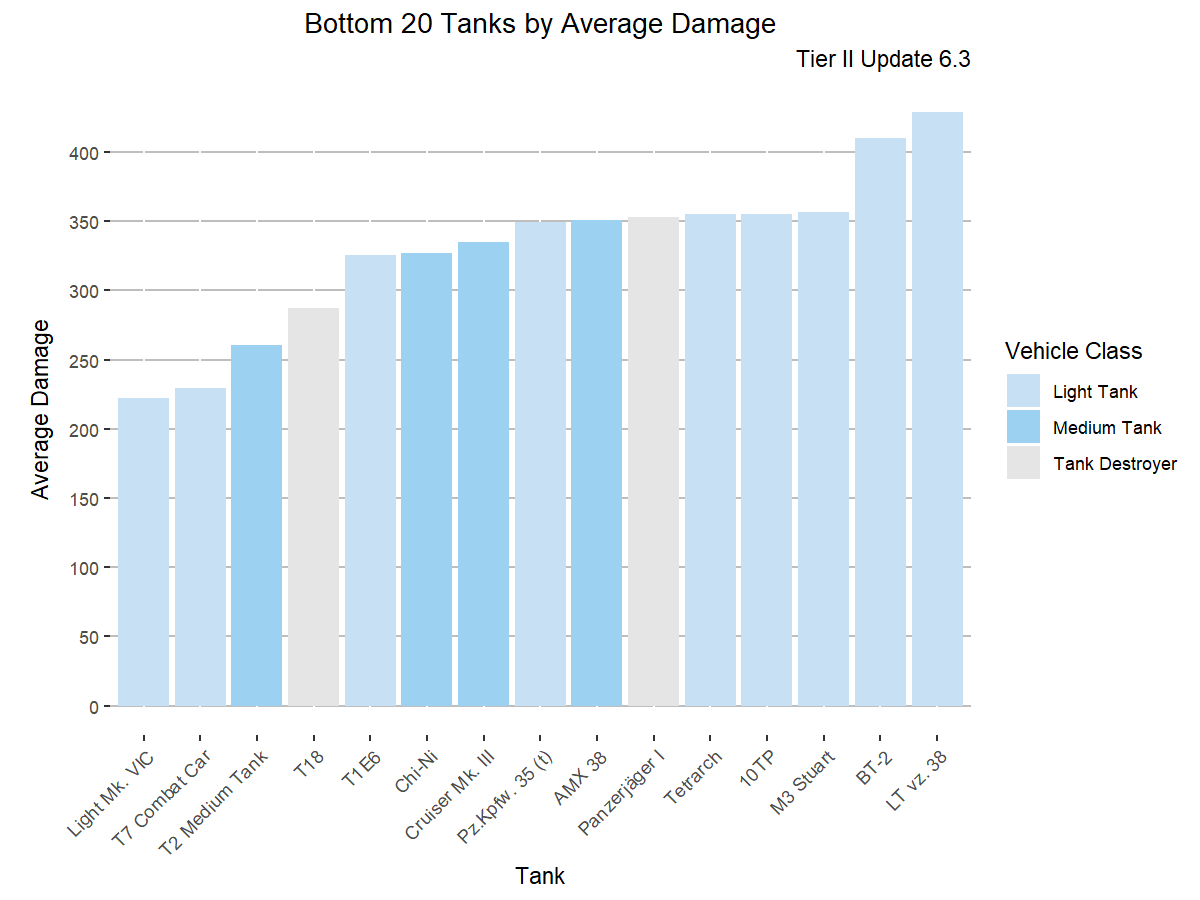 Bottom 20 Tanks by Average Damage
Tier II Update 6.3
Average Damage
400
350
300
250
200
150
100
50
0
Light Mk. VIC
T7 Combat Car
T2 Medium Tank
T18
T1E6
Chi-Ni
Cruiser Mk. III
Pz.Kpfw. 35 (t)
AMX 38
Panzerjäger I
Tetrarch
10TP
M3 Stuart
BT-2
LT vz. 38
Tank
Vehicle Class
Light Tank
Medium Tank
Tank Destroyer